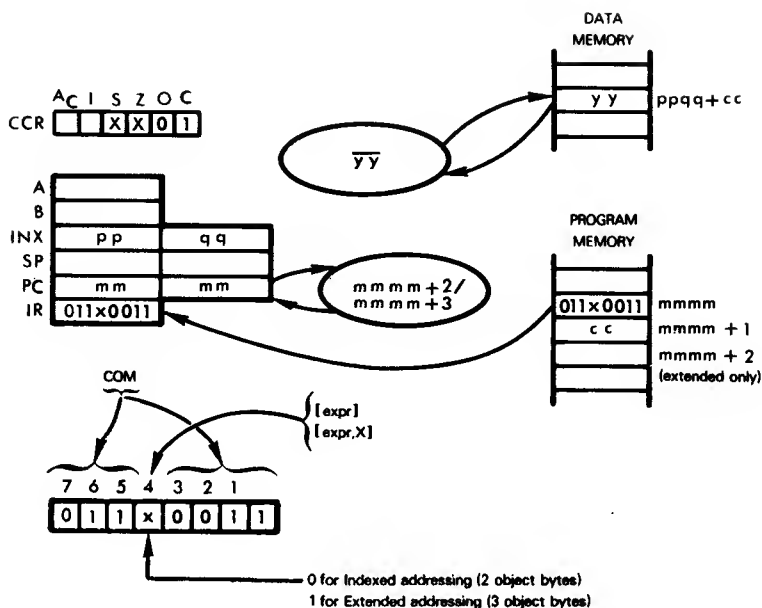 DATA
MEMORY
y y
ppqq+cc
AC I S Z O C
CCR X X 0 1
yy
A
B
INX pp qq
SP
PC mm mm
IR 011x0011
mmmm+2/
mmmm+3
PROGRAM
MEMORY
011x0011 mmmm
c c mmmm + 1
mmmm + 2
(extended only)
COM
[expr]
[expr,X]
7 6 5 4 3 2 1
0 1 1 x 0 0 1 1
0 for Indexed addressing (2 object bytes)
1 for Extended addressing (3 object bytes)